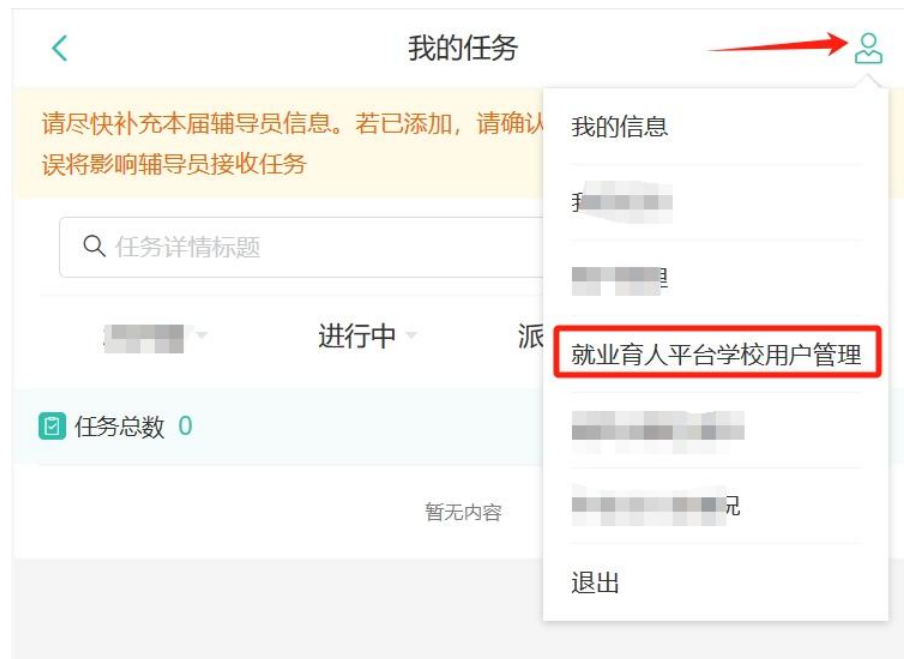 我的任务
请尽快补充本届辅导员信息。若已添加，请确认
误将影响辅导员接收任务
任务详情标题
进行中
派
任务总数 0
暂无内容
我的信息
就业育人平台学校用户管理
退出